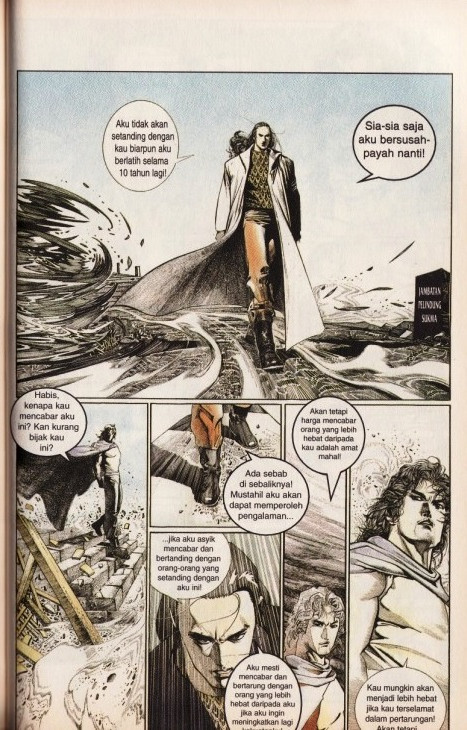 Aku tidak akan
setanding dengan
kau biarpun aku
berlatih selama
10 tahun lagi!
Sia-sia saja
aku bersusah-
payah nanti!
JAMBATAN
PELINDUNG
SUKMA
Habis,
kenapa kau
mencabar aku
ini? Kan kurang
bijak kau
ini?
Ada sebab
di sebaliknya!
Mustahil aku akan
dapat memperoleh
pengalaman...
Akan tetapi
harga mencabar
orang yang lebih
hebat daripada
kau adalah amat
mahal!
...jika aku asyik
mencabar dan
bertanding dengan
orang-orang yang
setanding dengan
aku ini!
Aku mesti
mencabar dan
bertarung dengan
orang yang lebih
hebat daripada aku
jika aku ingin
meningkatkan lagi
Kau mungkin akan
menjadi lebih hebat
jika kau terselamat
dalam pertarungan!
Akan tetapi